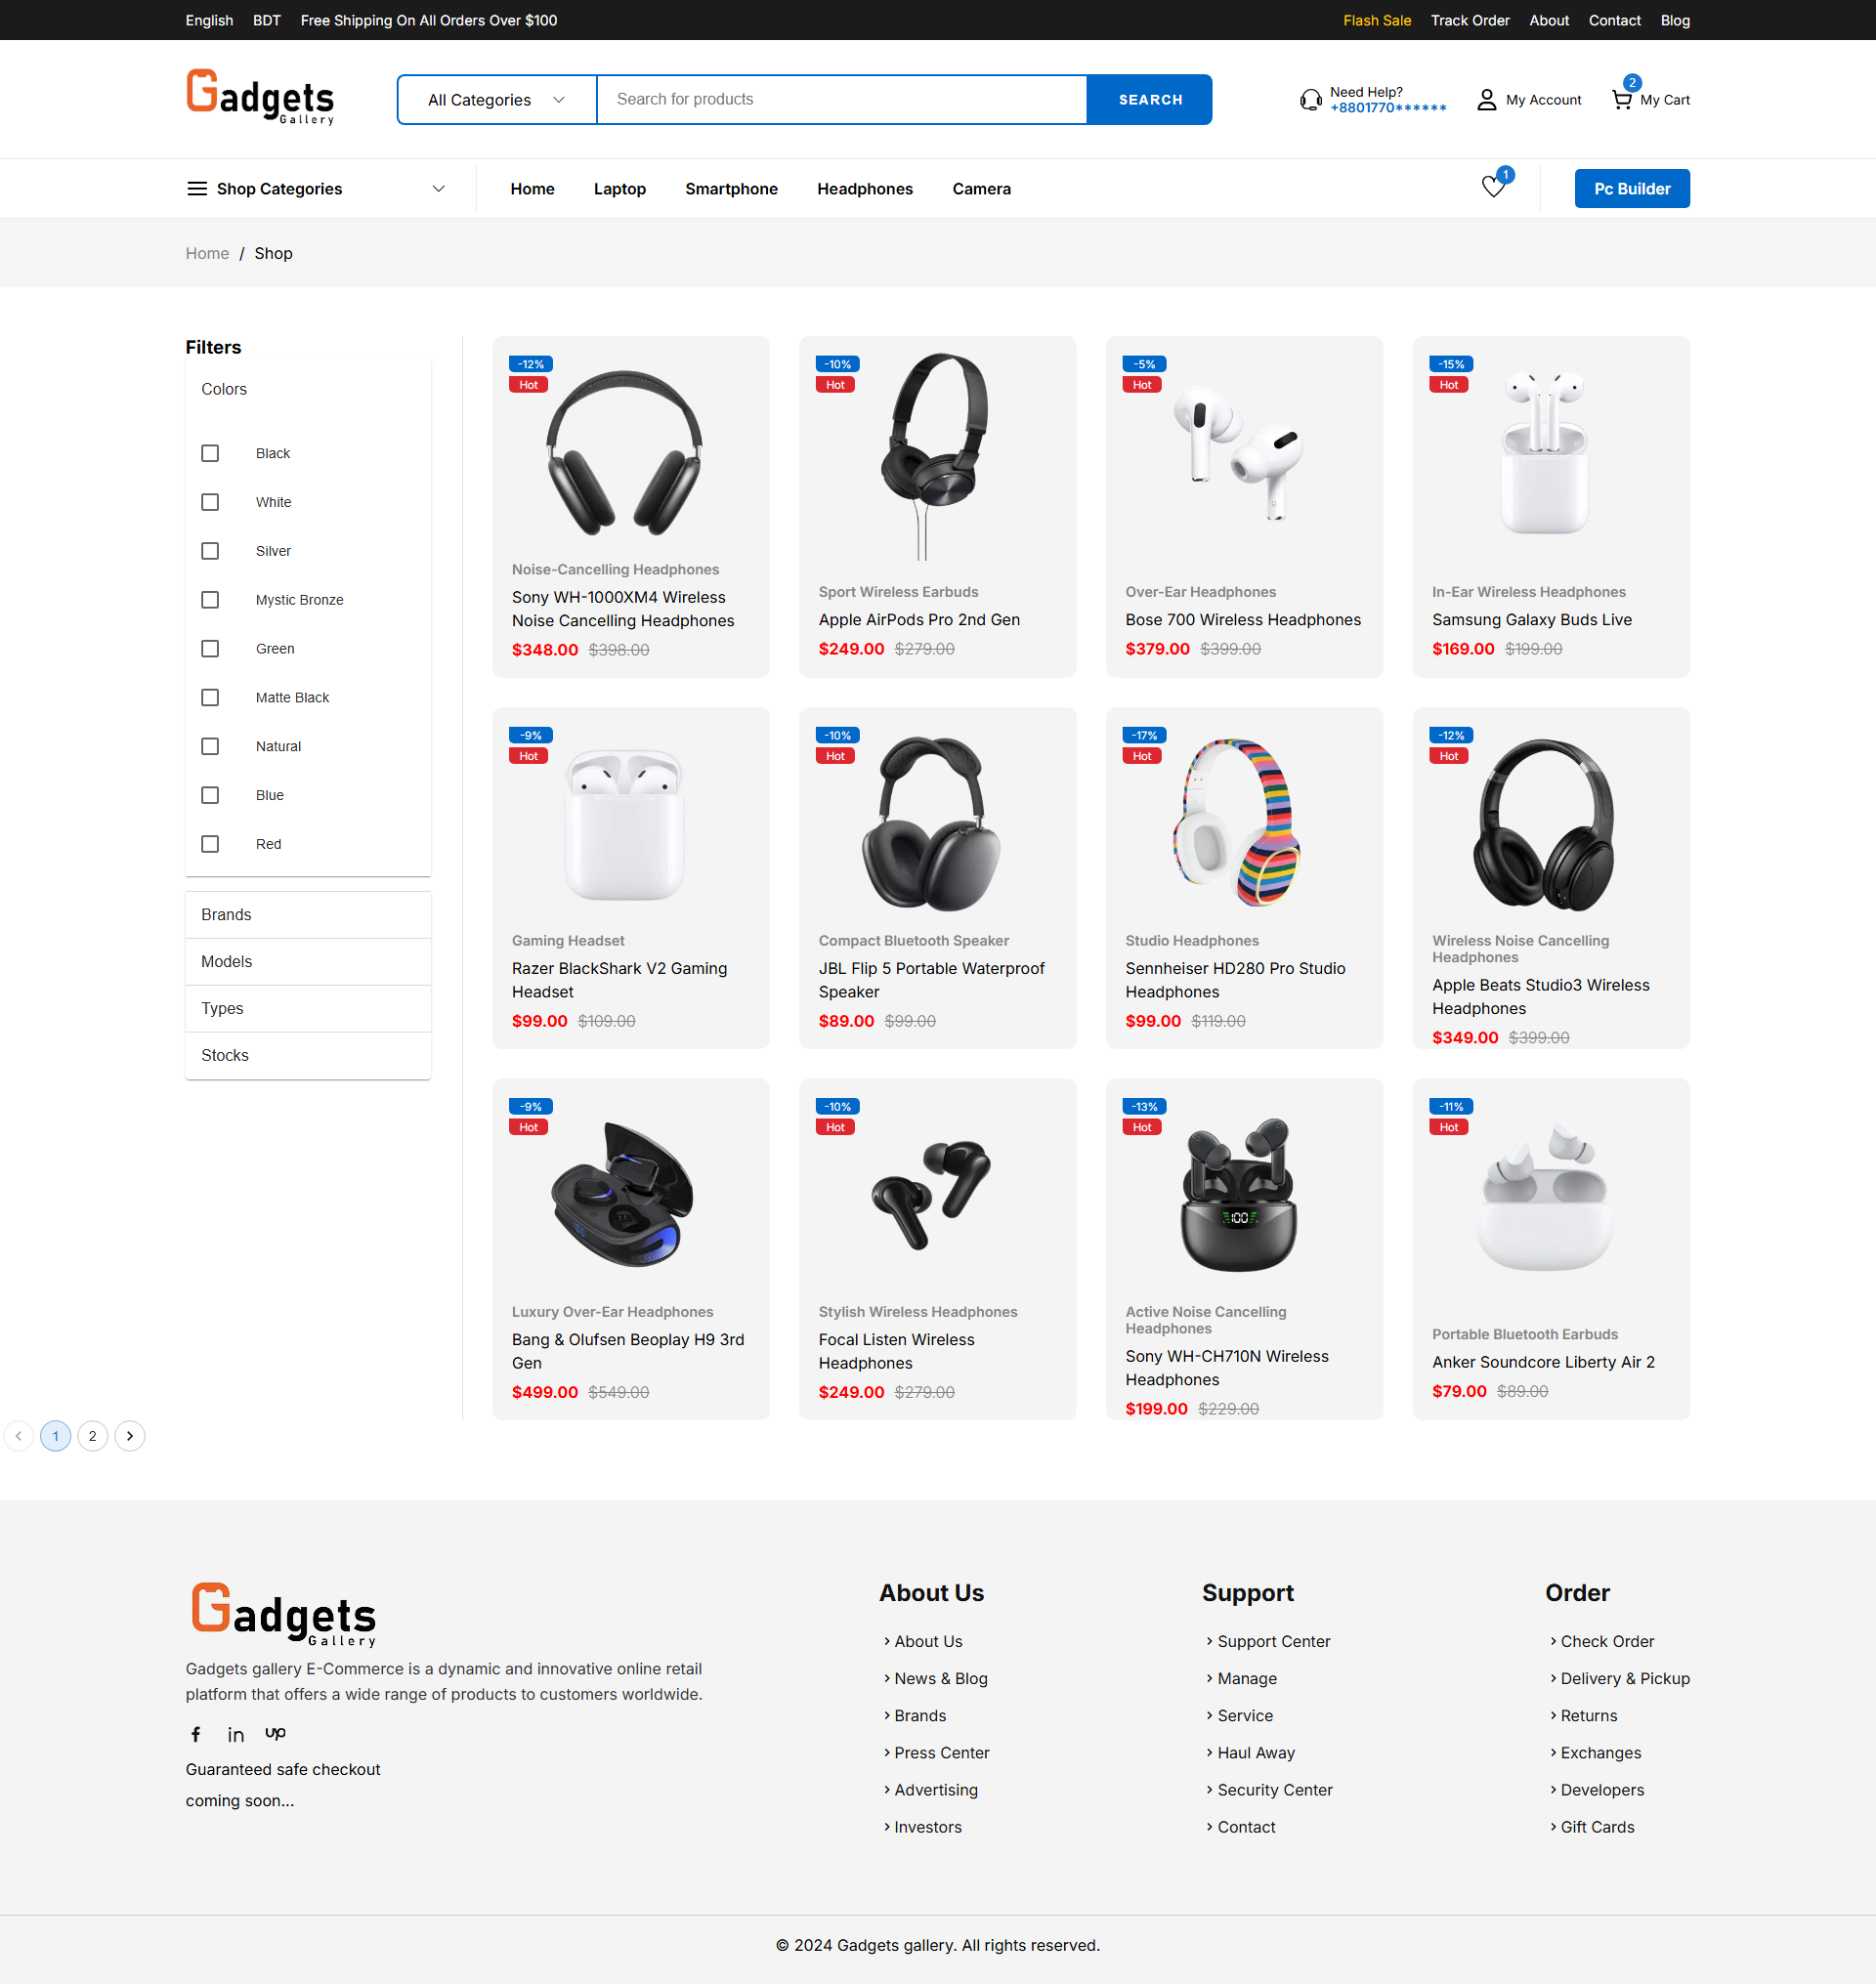 English BDT Free Shipping On All Orders Over $100
Flash Sale Track Order About Contact Blog
Gadgets
Gallery
All Categories
Search for products
SEARCH
Need Help?
+8801770******
My Account
2
My Cart
Shop Categories
Home Laptop Smartphone Headphones Camera
1
Pc Builder
Home / Shop
Filters
Colors
Black
White
Silver
Mystic Bronze
Green
Matte Black
Natural
Blue
Red
Brands
Models
Types
Stocks
-12%
Hot
Noise-Cancelling Headphones
Sony WH-1000XM4 Wireless
Noise Cancelling Headphones
$348.00 $398.00
-10%
Hot
Sport Wireless Earbuds
Apple AirPods Pro 2nd Gen
$249.00 $279.00
-5%
Hot
Over-Ear Headphones
Bose 700 Wireless Headphones
$379.00 $399.00
-15%
Hot
In-Ear Wireless Headphones
Samsung Galaxy Buds Live
$169.00 $199.00
-9%
Hot
Gaming Headset
Razer BlackShark V2 Gaming
Headset
$99.00 $109.00
-10%
Hot
Compact Bluetooth Speaker
JBL Flip 5 Portable Waterproof
Speaker
$89.00 $99.00
-17%
Hot
Studio Headphones
Sennheiser HD280 Pro Studio
Headphones
$99.00 $119.00
-12%
Hot
Wireless Noise Cancelling
Headphones
Apple Beats Studio3 Wireless
Headphones
$349.00 $399.00
-9%
Hot
Luxury Over-Ear Headphones
Bang & Olufsen Beoplay H9 3rd
Gen
$499.00 $549.00
-10%
Hot
Stylish Wireless Headphones
Focal Listen Wireless
Headphones
$249.00 $279.00
-13%
Hot
100
Active Noise Cancelling
Headphones
Sony WH-CH710N Wireless
Headphones
$199.00 $229.00
-11%
Hot
Portable Bluetooth Earbuds
Anker Soundcore Liberty Air 2
$79.00 $89.00
1 2
Gadgets
Gallery
Gadgets gallery E-Commerce is a dynamic and innovative online retail
platform that offers a wide range of products to customers worldwide.
Guaranteed safe checkout
coming soon...
About Us
About Us
News & Blog
Brands
Press Center
Advertising
Investors
Support
Support Center
Manage
Service
Haul Away
Security Center
Contact
Order
Check Order
Delivery & Pickup
Returns
Exchanges
Developers
Gift Cards
© 2024 Gadgets gallery. All rights reserved.